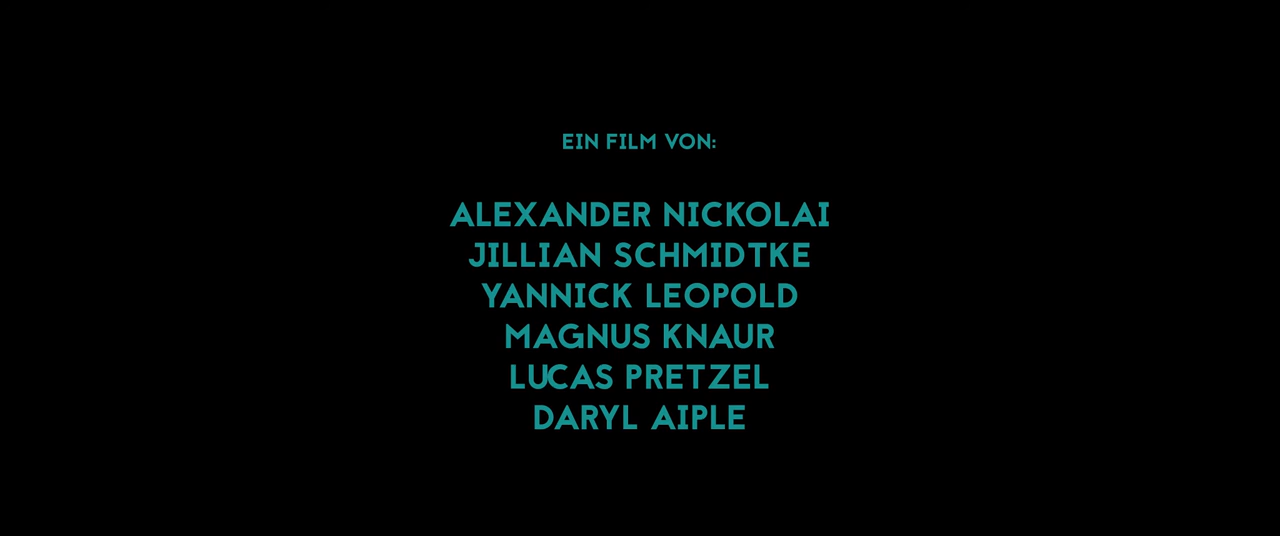 EIN FILM VON:
ALEXANDER NICKOLAI
JILLIAN SCHMIDTKE
YANNICK LEOPOLD
MAGNUS KNAUR
LUCAS PRETZEL
DARYL AIPLE